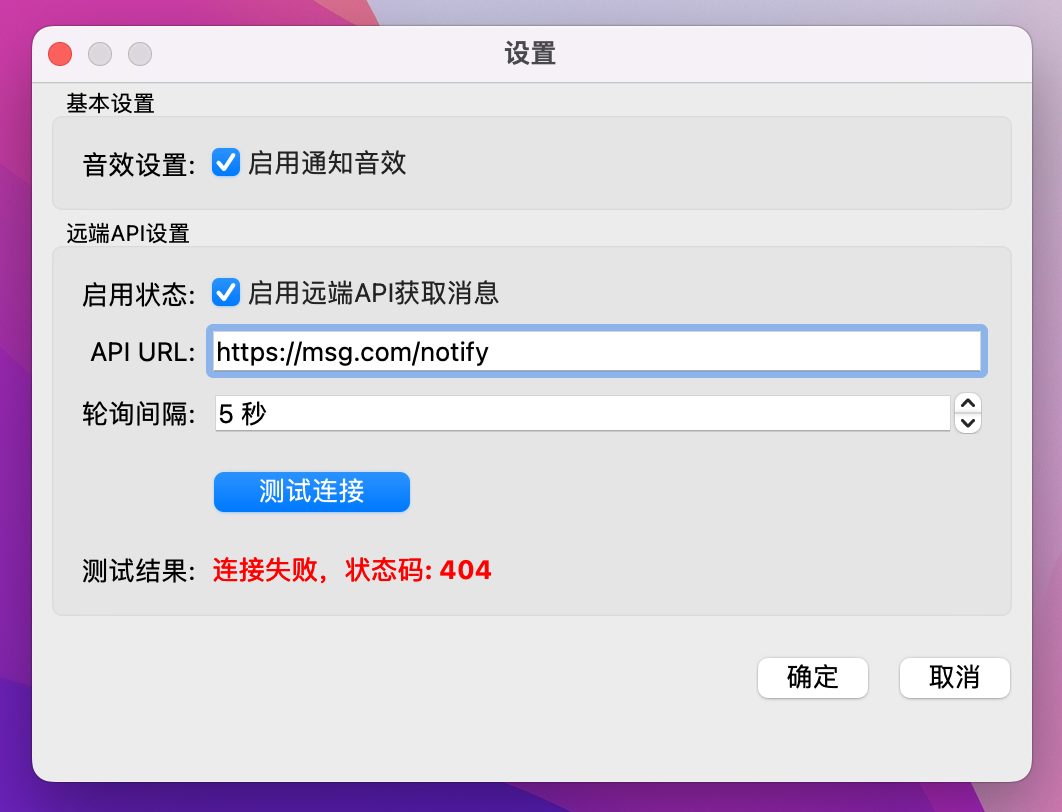 设置
基本设置
音效设置: 启用通知音效
远端API设置
启用状态: 启用远端API获取消息
API URL: https://msg.com/notify
轮询间隔: 5 秒
测试连接
测试结果: 连接失败，状态码: 404
确定 取消